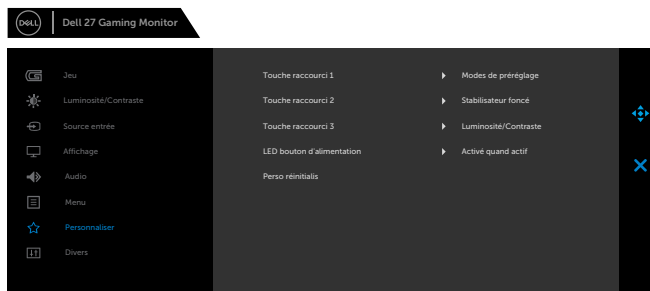 DELL
Dell 27 Gaming Monitor
Jeu
Touche raccourci 1
Modes de préréglage
Luminosité/Contraste
Touche raccourci 2
Stabilisateur foncé
Source entrée
Touche raccourci 3
Luminosité/Contraste
Affichage
LED bouton d'alimentation
Activé quand actif
Audio
Perso réinitialis
Menu
Personnaliser
Divers